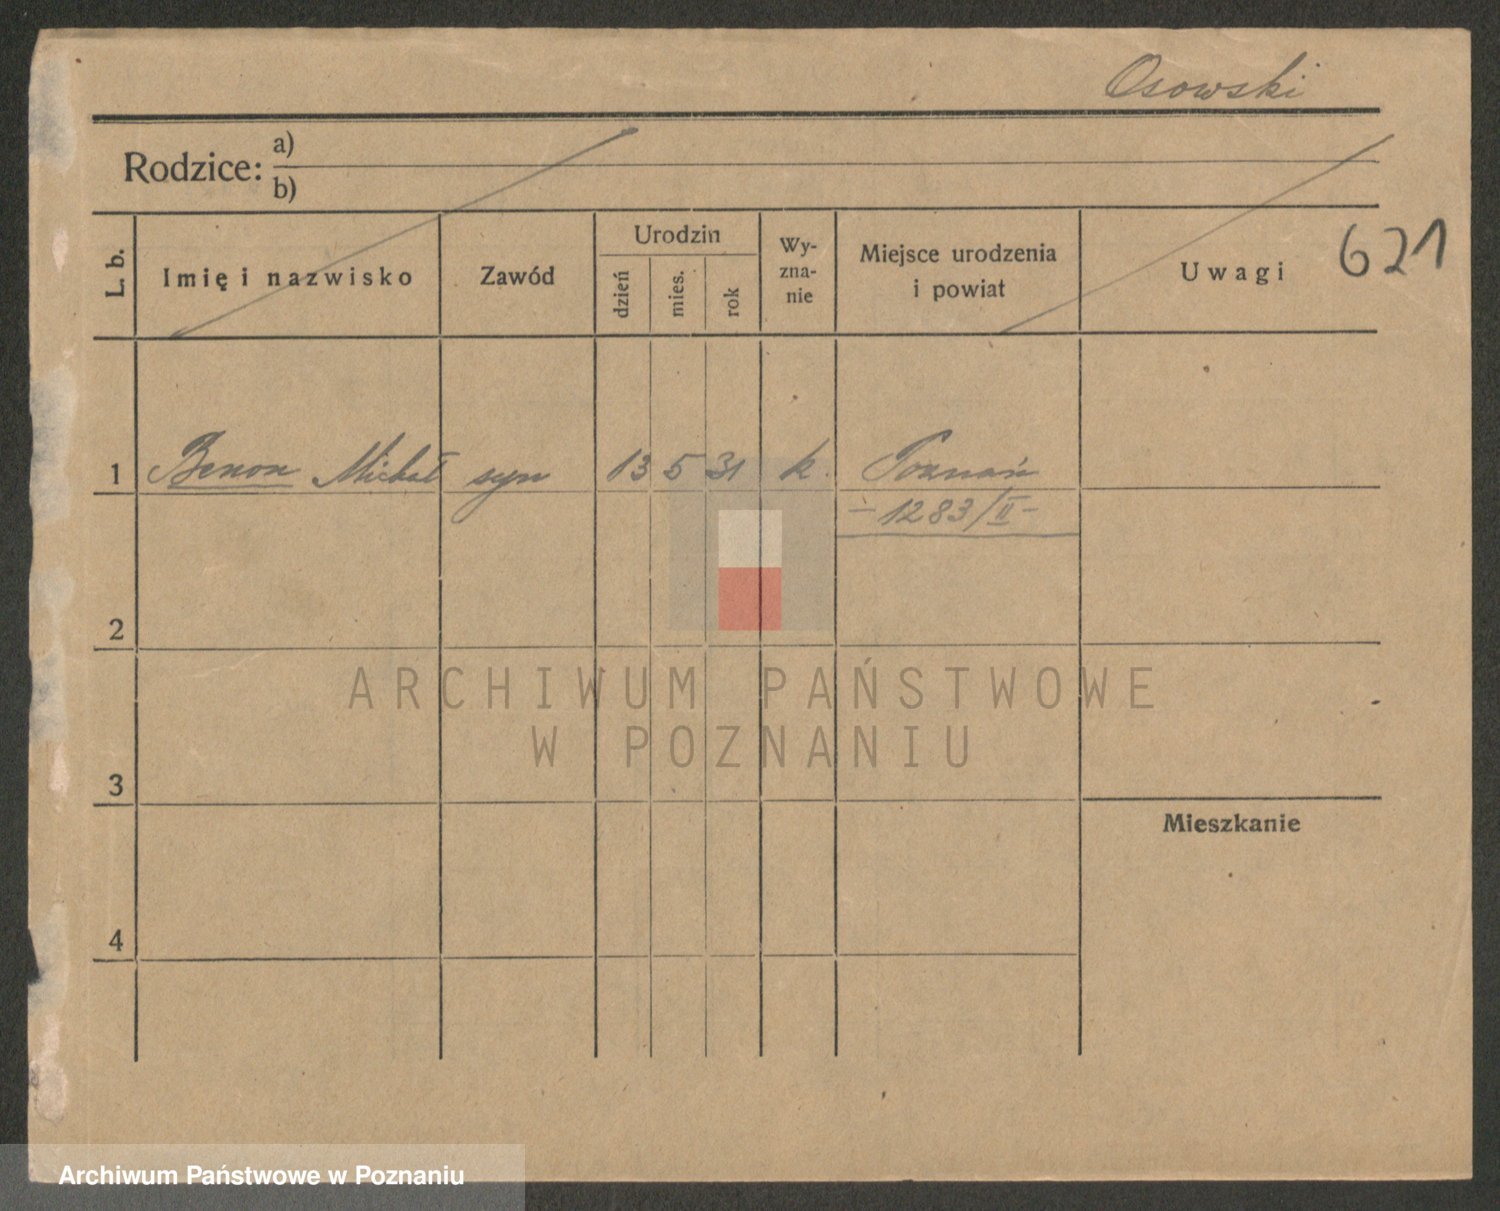 Osowski
Rodzice: a)
b)
621
L. b.
Imię i nazwisko
Zawód
Urodzin
dzień
mies.
rok
Wy-
zna-
nie
Miejsce urodzenia
i powiat
Uwagi
1 Benon Michał syn 13 5 31 k. Poznań
- 1283/II -
2
3
4
Mieszkanie
ARCHIWUM PAŃSTWOWE
W POZNANIU
Archiwum Państwowe w Poznaniu